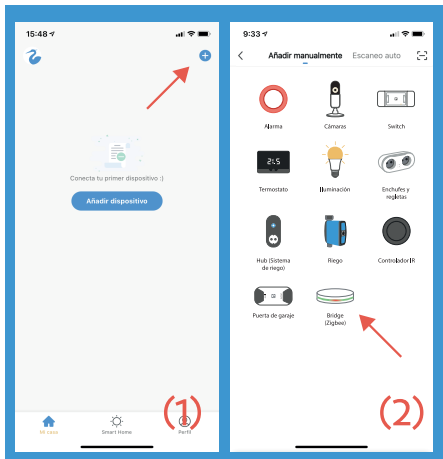 15:48
Conecta tu primer dispositivo :)
Añadir dispositivo
Mi casa
Smart Home
Perfil
(1)
9:33
Añadir manualmente
Escaneo auto
Alarma
Cámaras
Switch
21:5
Termostato
Iluminación
Enchufes y
regletas
Hub (Sistema
de riego)
Riego
Controlador IR
Puerta de garaje
Bridge
(Zigbee)
(2)